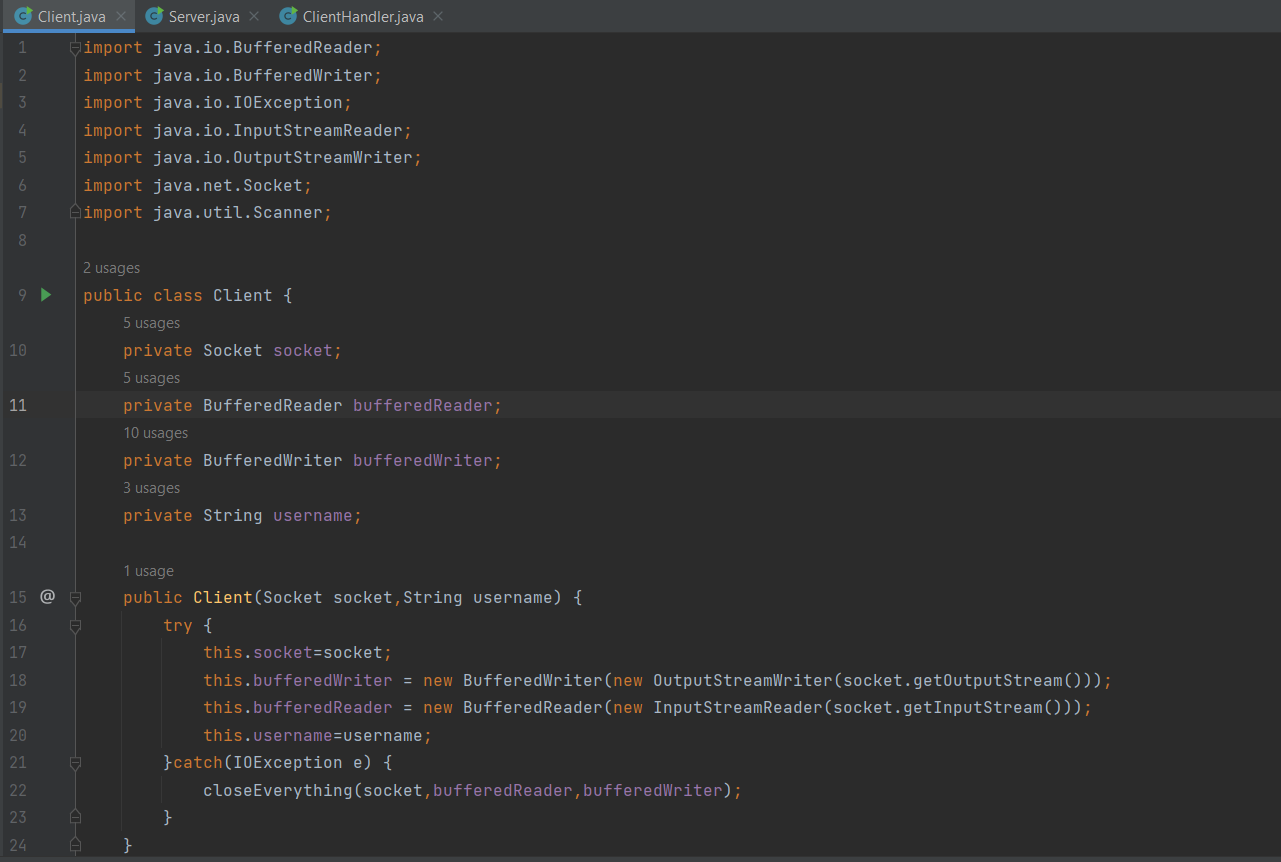 Client.java Server.java ClientHandler.java
1 import java.io.BufferedReader;
2 import java.io.BufferedWriter;
3 import java.io.IOException;
4 import java.io.InputStreamReader;
5 import java.io.OutputStreamWriter;
6 import java.net.Socket;
7 import java.util.Scanner;
8
2 usages
9 public class Client {
5 usages
10 private Socket socket;
5 usages
11 private BufferedReader bufferedReader;
10 usages
12 private BufferedWriter bufferedWriter;
3 usages
13 private String username;
14
1 usage
15 @ public Client(Socket socket,String username) {
16 try {
17 this.socket=socket;
18 this.bufferedWriter = new BufferedWriter(new OutputStreamWriter(socket.getOutputStream()));
19 this.bufferedReader = new BufferedReader(new InputStreamReader(socket.getInputStream()));
20 this.username=username;
21 }catch(IOException e) {
22 closeEverything(socket,bufferedReader,bufferedWriter);
23 }
24 }